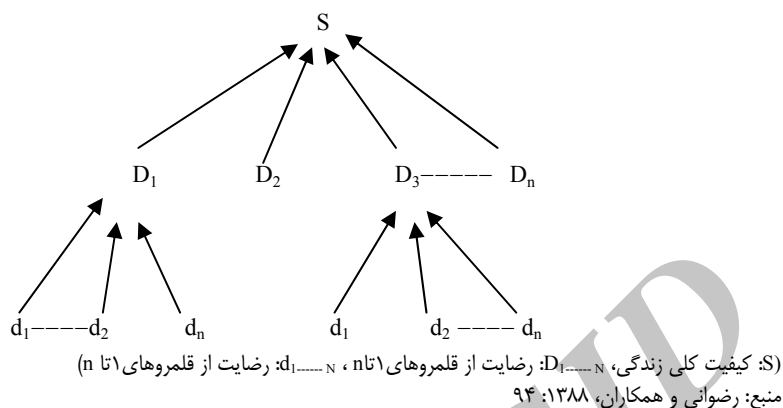 S
D₁ D₂ D₃----- Dₙ
d₁----d₂ dₙ d₁ d₂ ---- dₙ
(S: کیفیت کلی زندگی، D₁₋₋₋₋₋₋ N: رضایت از قلمروهای۱تاn ، d₁₋₋₋₋₋₋ N: رضایت از قلمروهای۱تا n)
منبع: رضوانی و همکاران، ۱۳۸۸: ۹۴